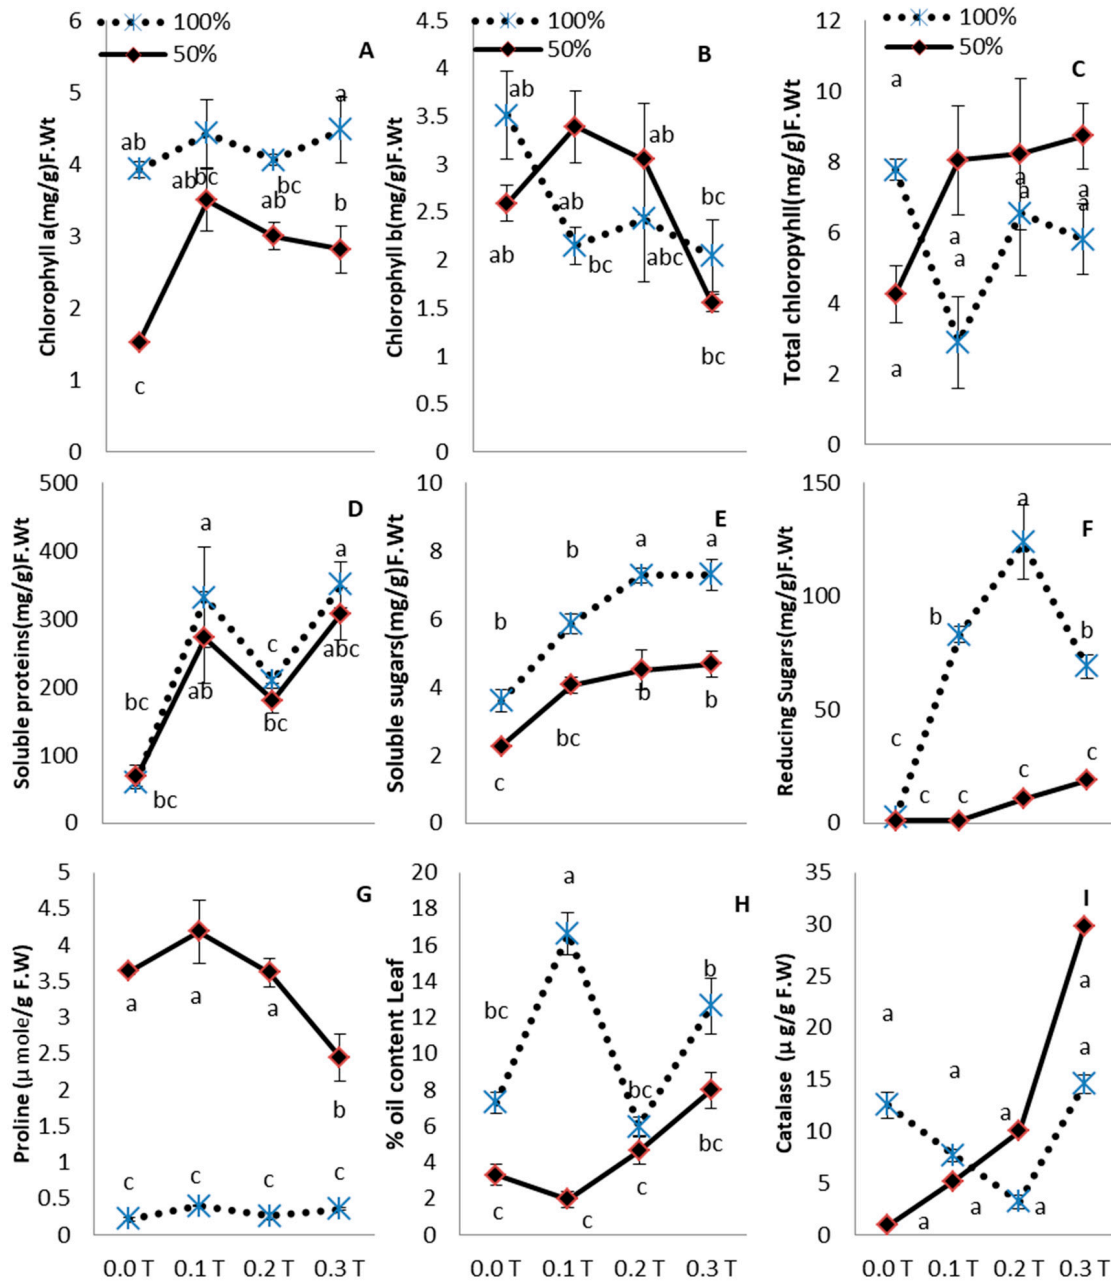 100%
50%
A
Chlorophyll a(mg/g)F.Wt
6
5
4
3
2
1
0
ab
a
ab
bc
bc
ab
b
c
100%
50%
B
Chlorophyll b(mg/g)F.Wt
4.5
4
3.5
3
2.5
2
1.5
1
0.5
0
ab
ab
ab
bc
ab
bc
abc
bc
100%
50%
C
Total chloropyhll(mg/g)F.Wt
12
10
8
6
4
2
0
a
a
a
a
a
a
a
a
D
Soluble proteins(mg/g)F.Wt
500
400
300
200
100
0
a
a
c
bc
abc
ab
bc
bc
E
Soluble sugars(mg/g)F.Wt
10
8
6
4
2
0
a
a
b
b
b
b
bc
c
F
Reducing Sugars(mg/g)F.Wt
150
100
50
0
a
b
b
c
c
c
c
c
G
Proline (µ mole/g F.W)
5
4.5
4
3.5
3
2.5
2
1.5
1
0.5
0
a
a
a
b
c
c
c
c
0.0 T 0.1 T 0.2 T 0.3 T
H
% oil content Leaf
20
18
16
14
12
10
8
6
4
2
0
a
b
bc
bc
bc
c
c
c
0.0 T 0.1 T 0.2 T 0.3 T
I
Catalase (µ g/g F.W)
35
30
25
20
15
10
5
0
a
a
a
a
a
a
a
a
0.0 T 0.1 T 0.2 T 0.3 T